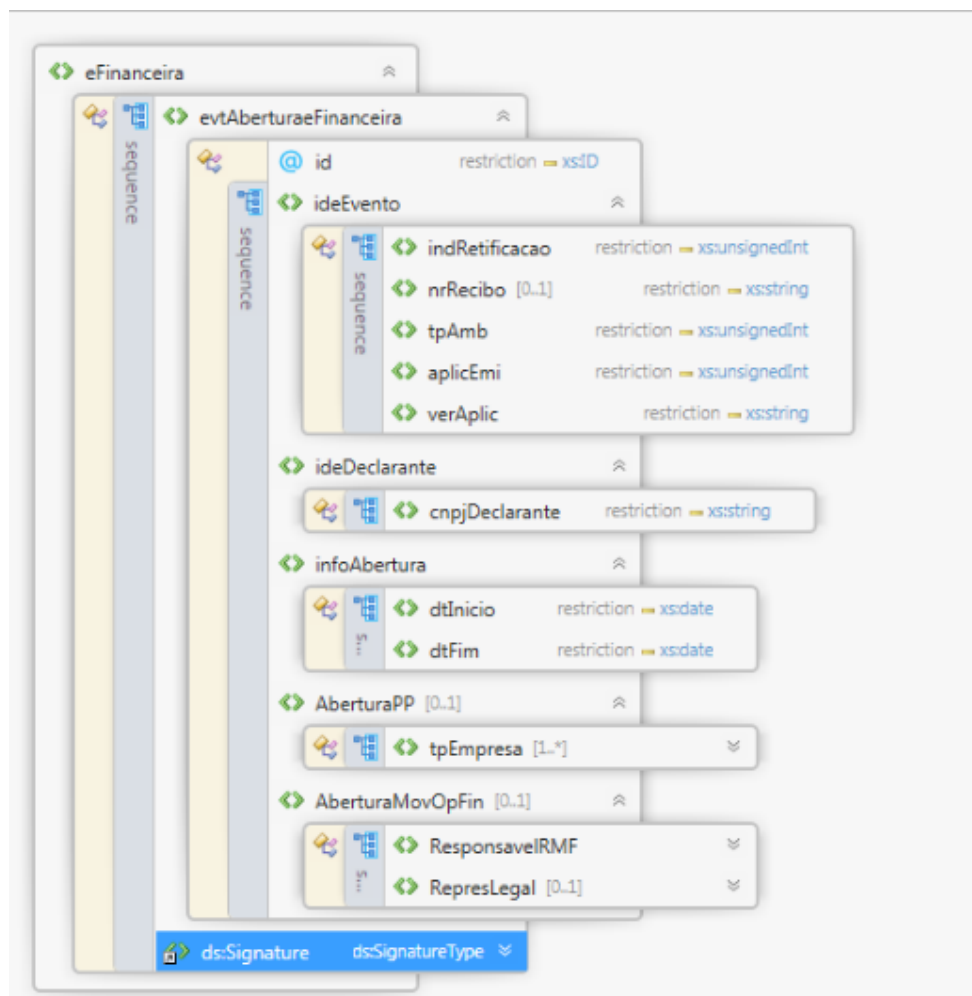 eFinanceira
sequence
evtAberturaeFinanceira
sequence
@ id restriction xs:ID
ideEvento
sequence
indRetificacao restriction xs:unsignedInt
nrRecibo [0..1] restriction xs:string
tpAmb restriction xs:unsignedInt
aplicEmi restriction xs:unsignedInt
verAplic restriction xs:string
ideDeclarante
cnpjDeclarante restriction xs:string
infoAbertura
s...
dtInicio restriction xs:date
dtFim restriction xs:date
AberturaPP [0..1]
tpEmpresa [1..*]
AberturaMovOpFin [0..1]
s...
ResponsavelRMF
RepresLegal [0..1]
ds:Signature ds:SignatureType